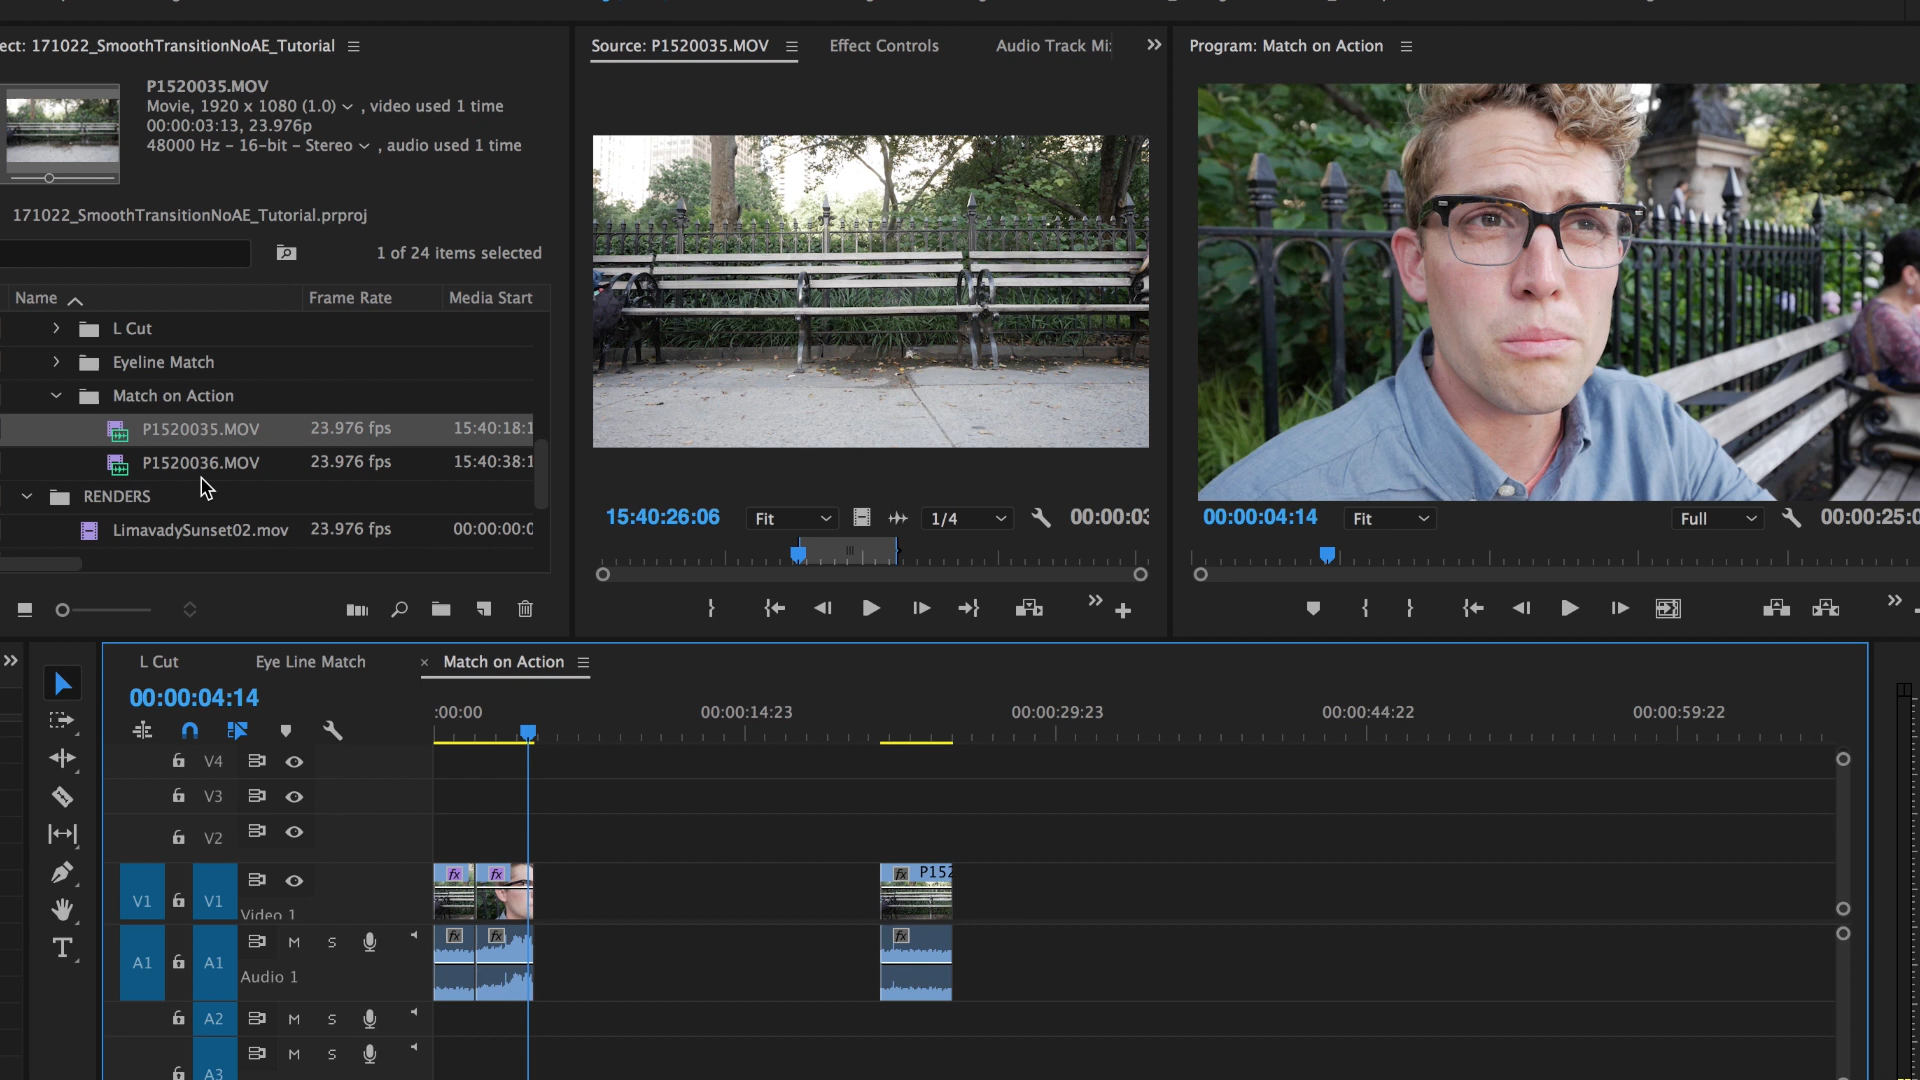 ect: 171022_SmoothTransitionNoAE_Tutorial
P1520035.MOV
Movie, 1920 x 1080 (1.0) , video used 1 time
00:00:03:13, 23.976p
48000 Hz – 16-bit – Stereo , audio used 1 time
171022_SmoothTransitionNoAE_Tutorial.prproj
1 of 24 items selected
Name Frame Rate Media Start
L Cut
Eyeline Match
Match on Action
P1520035.MOV 23.976 fps 15:40:18:1
P1520036.MOV 23.976 fps 15:40:38:1
RENDERS
LimavadySunset02.mov 23.976 fps 00:00:00:0
Source: P1520035.MOV Effect Controls Audio Track Mi
15:40:26:06 Fit 1/4 00:00:03
Program: Match on Action
00:00:04:14 Fit Full 00:00:25:0
L Cut Eye Line Match × Match on Action
00:00:04:14
:00:00 00:00:14:23 00:00:29:23 00:00:44:22 00:00:59:22
V4
V3
V2
fx fx fx P152
V1 V1 Video 1
fx fx fx
M S
A1 A1
Audio 1
A2 M S
M S
A3